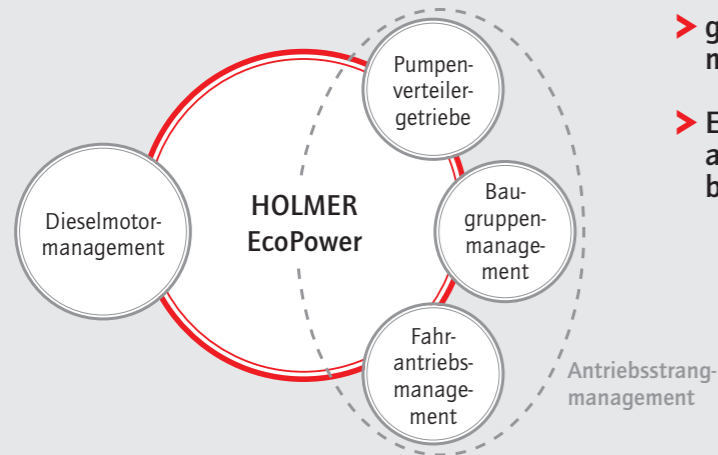 Pumpen-
verteiler-
getriebe
Dieselmotor-
management
HOLMER
EcoPower
Bau-
gruppen-
manage-
ment
Fahr-
antriebs-
manage-
ment
Antriebsstrang-
management